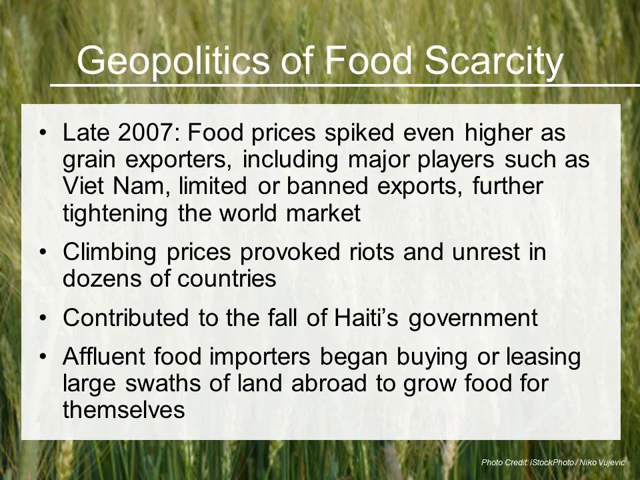 Geopolitics of Food Scarcity
• Late 2007: Food prices spiked even higher as
grain exporters, including major players such as
Viet Nam, limited or banned exports, further
tightening the world market
• Climbing prices provoked riots and unrest in
dozens of countries
• Contributed to the fall of Haiti’s government
• Affluent food importers began buying or leasing
large swaths of land abroad to grow food for
themselves
Photo Credit: iStockPhoto / Niko Vujevic